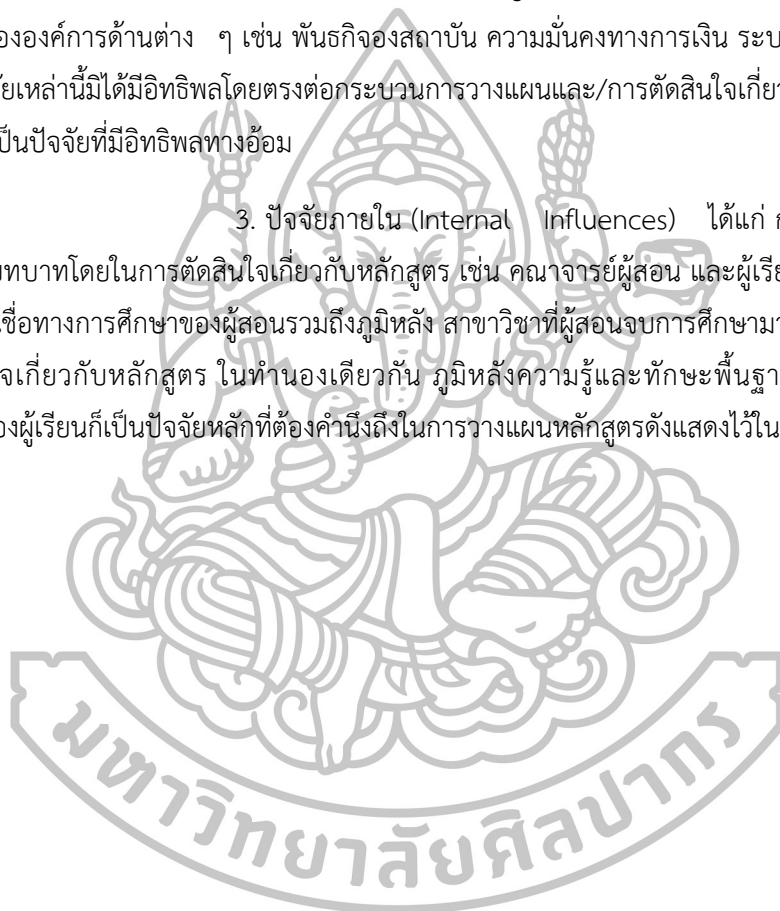 ององค์การด้านต่าง ๆ เช่น พันธกิจองสถาบัน ความมั่นคงทางการเงิน ระบ
ัยเหล่านี้มิได้มีอิทธิพลโดยตรงต่อกระบวนการวางแผนและ/การตัดสินใจเกี่ยว
ป็นปัจจัยที่มีอิทธิพลทางอ้อม
3. ปัจจัยภายใน (Internal Influences) ได้แก่
ทบาทโดยในการตัดสินใจเกี่ยวกับหลักสูตร เช่น คณาจารย์ผู้สอน และผู้เรีย
ชื่อทางการศึกษาของผู้สอนรวมถึงภูมิหลัง สาขาวิชาที่ผู้สอนจบการศึกษามา
จเกี่ยวกับหลักสูตร ในทำนองเดียวกัน ภูมิหลังความรู้และทักษะพื้นฐา
องผู้เรียนก็เป็นปัจจัยหลักที่ต้องคำนึงถึงในการวางแผนหลักสูตรดังแสดงไว้ใน
มหาวิทยาลัยศิลปากร